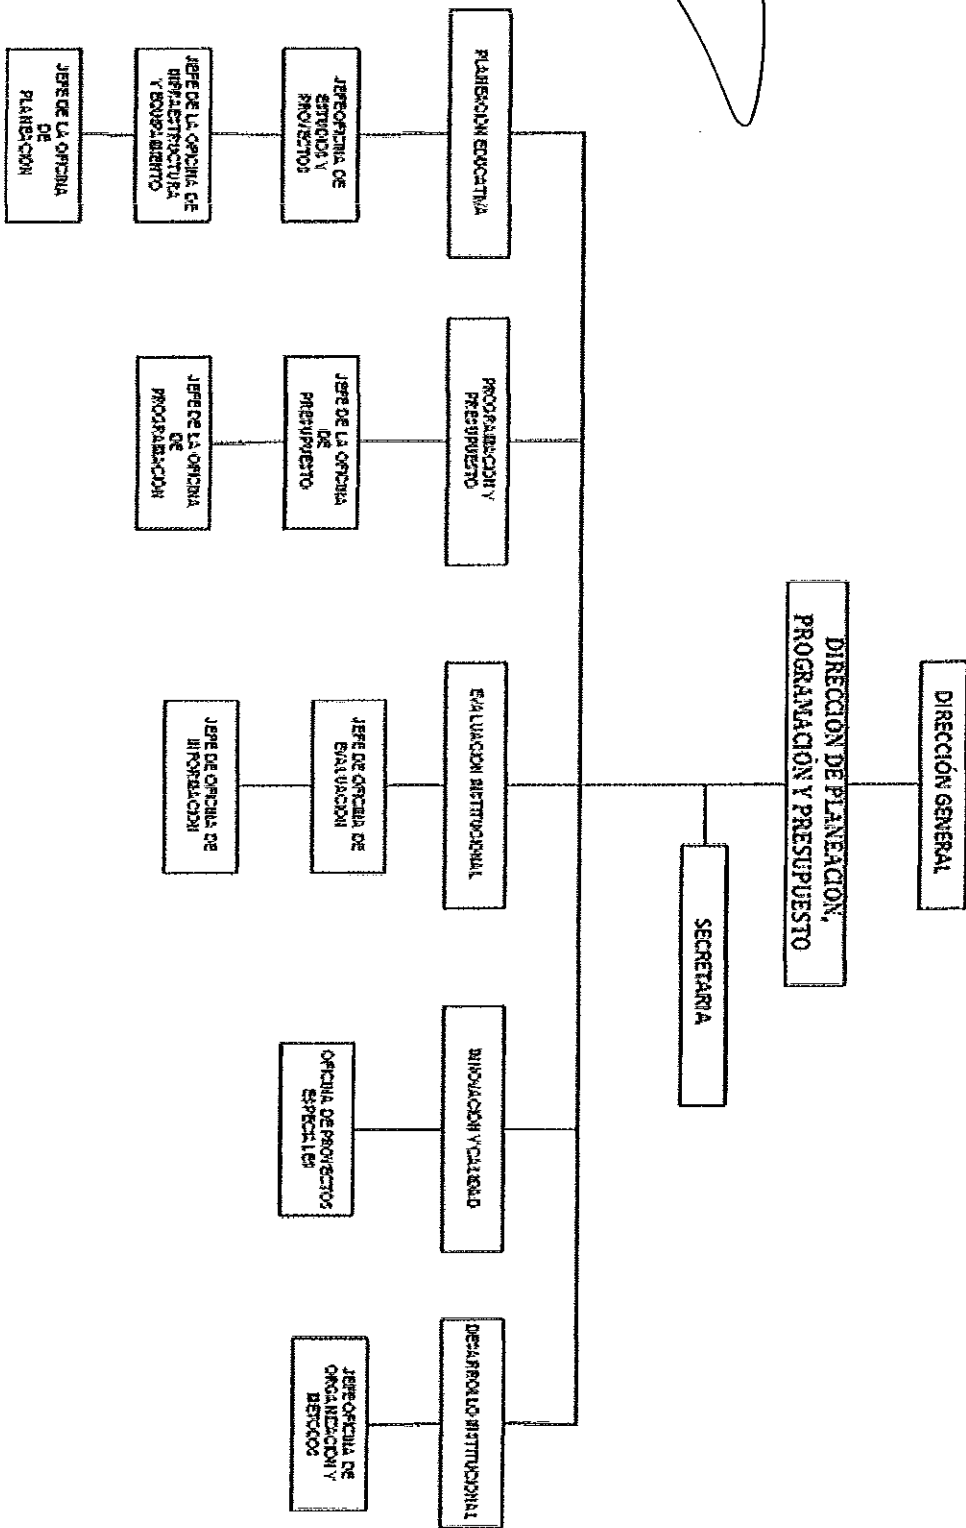 DIRECCIÓN GENERAL
DIRECCIÓN DE PLANEACIÓN,
PROGRAMACIÓN Y PRESUPUESTO
SECRETARIA
PLANEACIÓN EDUCATIVA
PROGRAMACIÓN Y
PRESUPUESTO
EVALUACIÓN INSTITUCIONAL
INNOVACIÓN Y CALIDAD
DESARROLLO INSTITUCIONAL
JEFE OFICINA DE
ESTUDIOS Y
PROYECTOS
JEFE DE LA OFICINA
DE
PRESUPUESTO
JEFE DE OFICINA DE
EVALUACIÓN
OFICINA DE PROYECTOS
ESPECIALES
JEFE OFICINA DE
ORGANIZACIÓN Y
MÉTODOS
JEFE DE LA OFICINA DE
INFRAESTRUCTURA
Y EQUIPAMIENTO
JEFE DE LA OFICINA
DE
PROGRAMACIÓN
JEFE DE OFICINA DE
INFORMACIÓN
JEFE DE LA OFICINA
DE
PLANEACIÓN